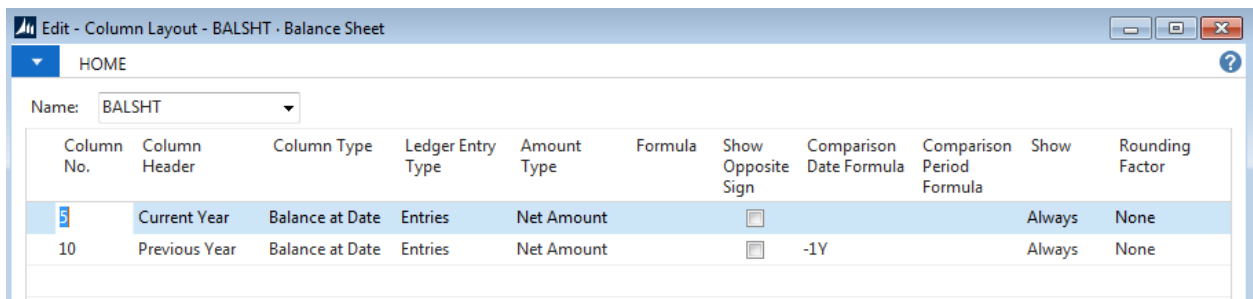 Edit - Column Layout - BALSHT · Balance Sheet
HOME
?
Name: BALSHT
Column No. Column Header Column Type Ledger Entry Type Amount Type Formula Show Opposite Sign Comparison Date Formula Comparison Period Formula Show Rounding Factor
5 Current Year Balance at Date Entries Net Amount Always None
10 Previous Year Balance at Date Entries Net Amount -1Y Always None